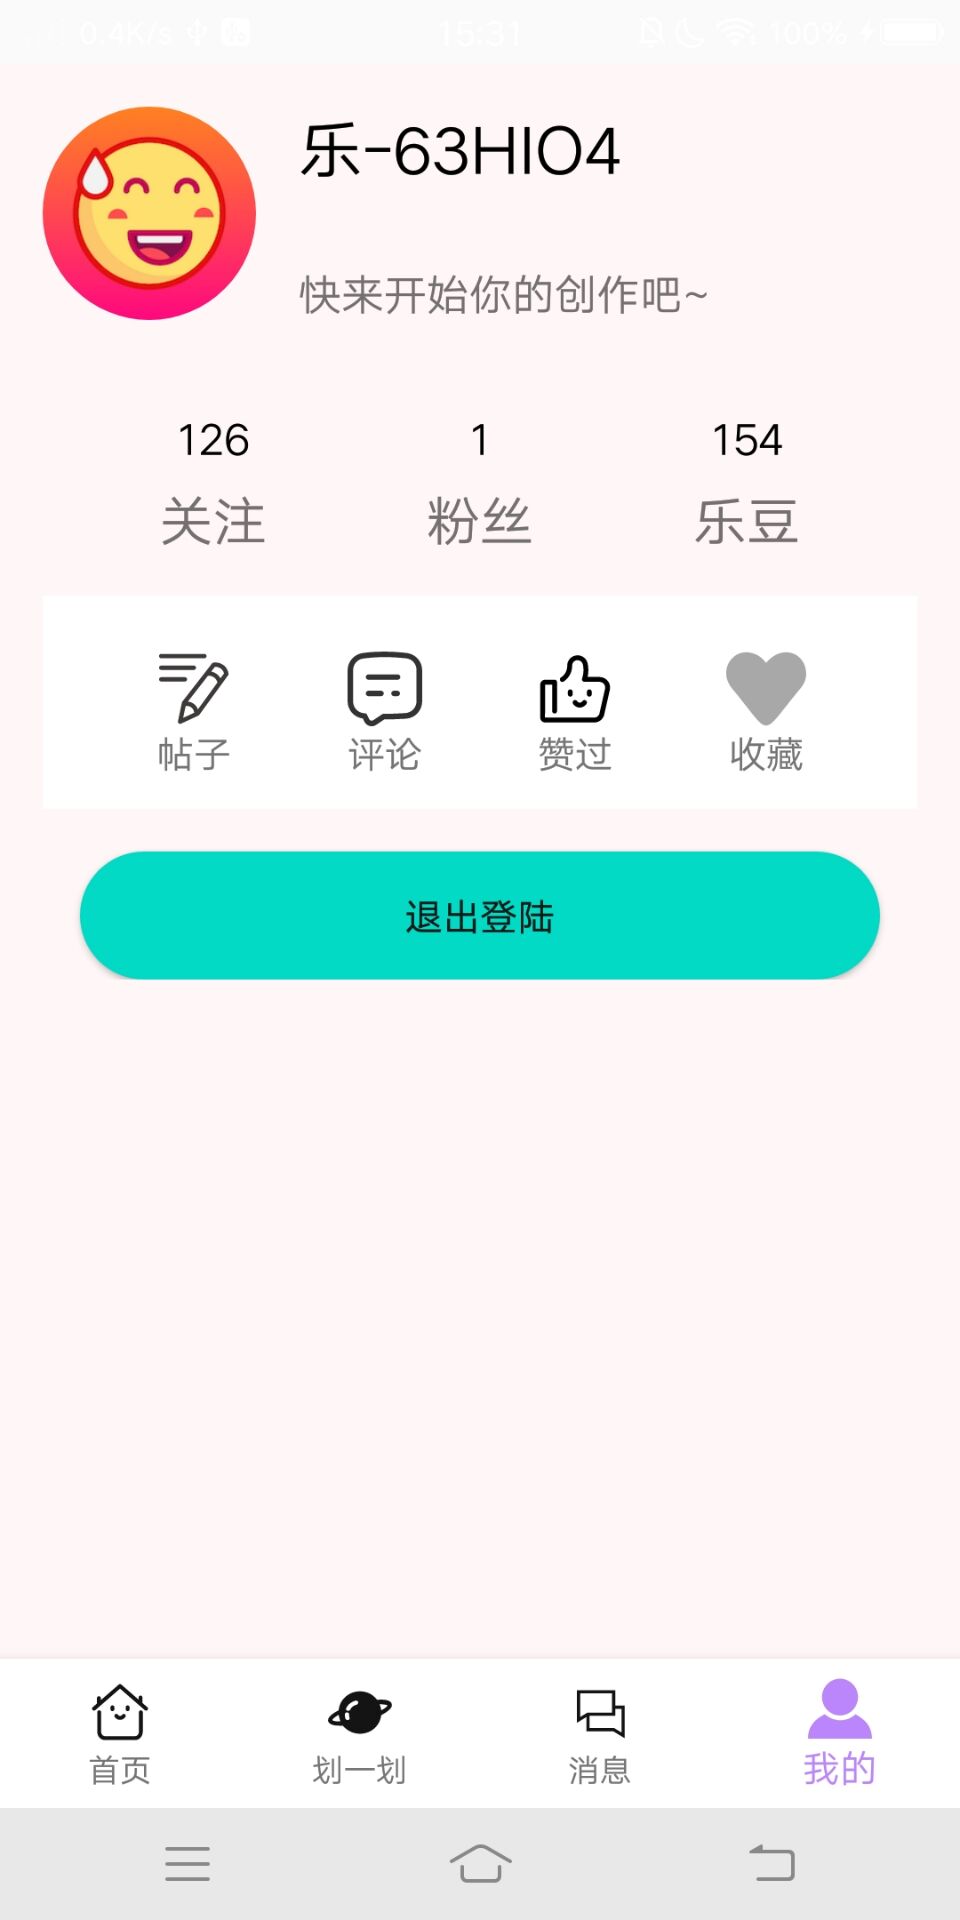 0.4K/s 15:31 100%
乐-63HIO4
快来开始你的创作吧~
126 1 154
关注 粉丝 乐豆
帖子 评论 赞过 收藏
退出登陆
首页 划一划 消息 我的